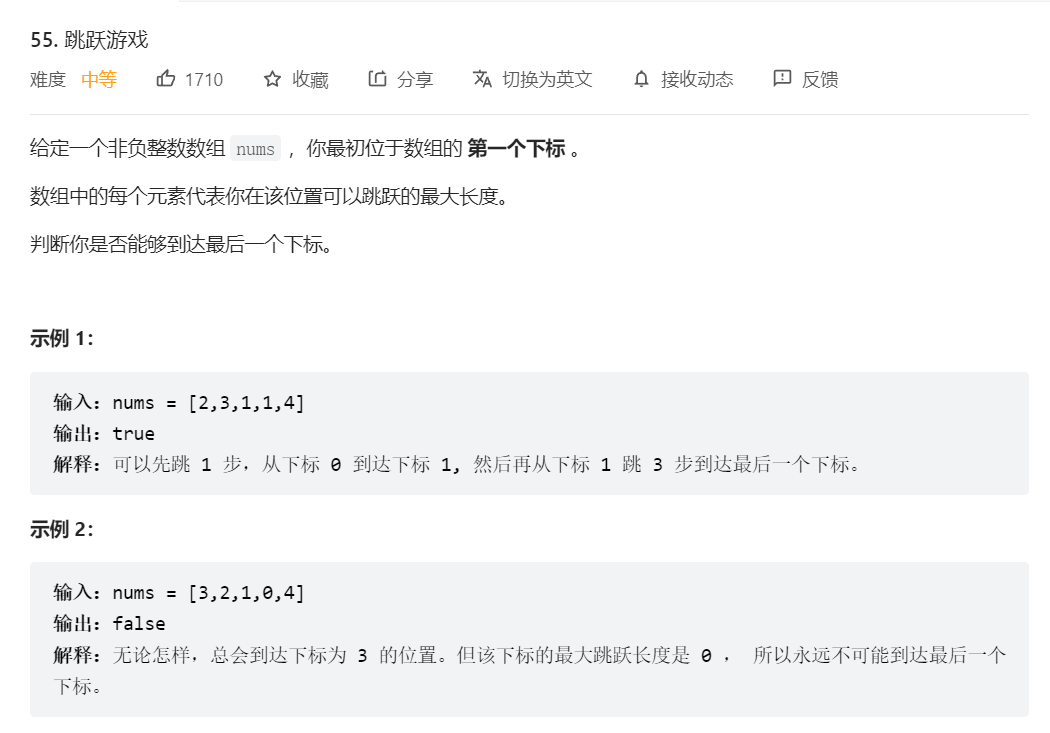 55. 跳跃游戏
难度 中等 1710 收藏 分享 切换为英文 接收动态 反馈
给定一个非负整数数组 nums ，你最初位于数组的 第一个下标 。
数组中的每个元素代表你在该位置可以跳跃的最大长度。
判断你是否能够到达最后一个下标。
示例 1：
输入：nums = [2,3,1,1,4]
输出：true
解释：可以先跳 1 步，从下标 0 到达下标 1, 然后再从下标 1 跳 3 步到达最后一个下标。
示例 2：
输入：nums = [3,2,1,0,4]
输出：false
解释：无论怎样，总会到达下标为 3 的位置。但该下标的最大跳跃长度是 0 ， 所以永远不可能到达最后一个
下标。